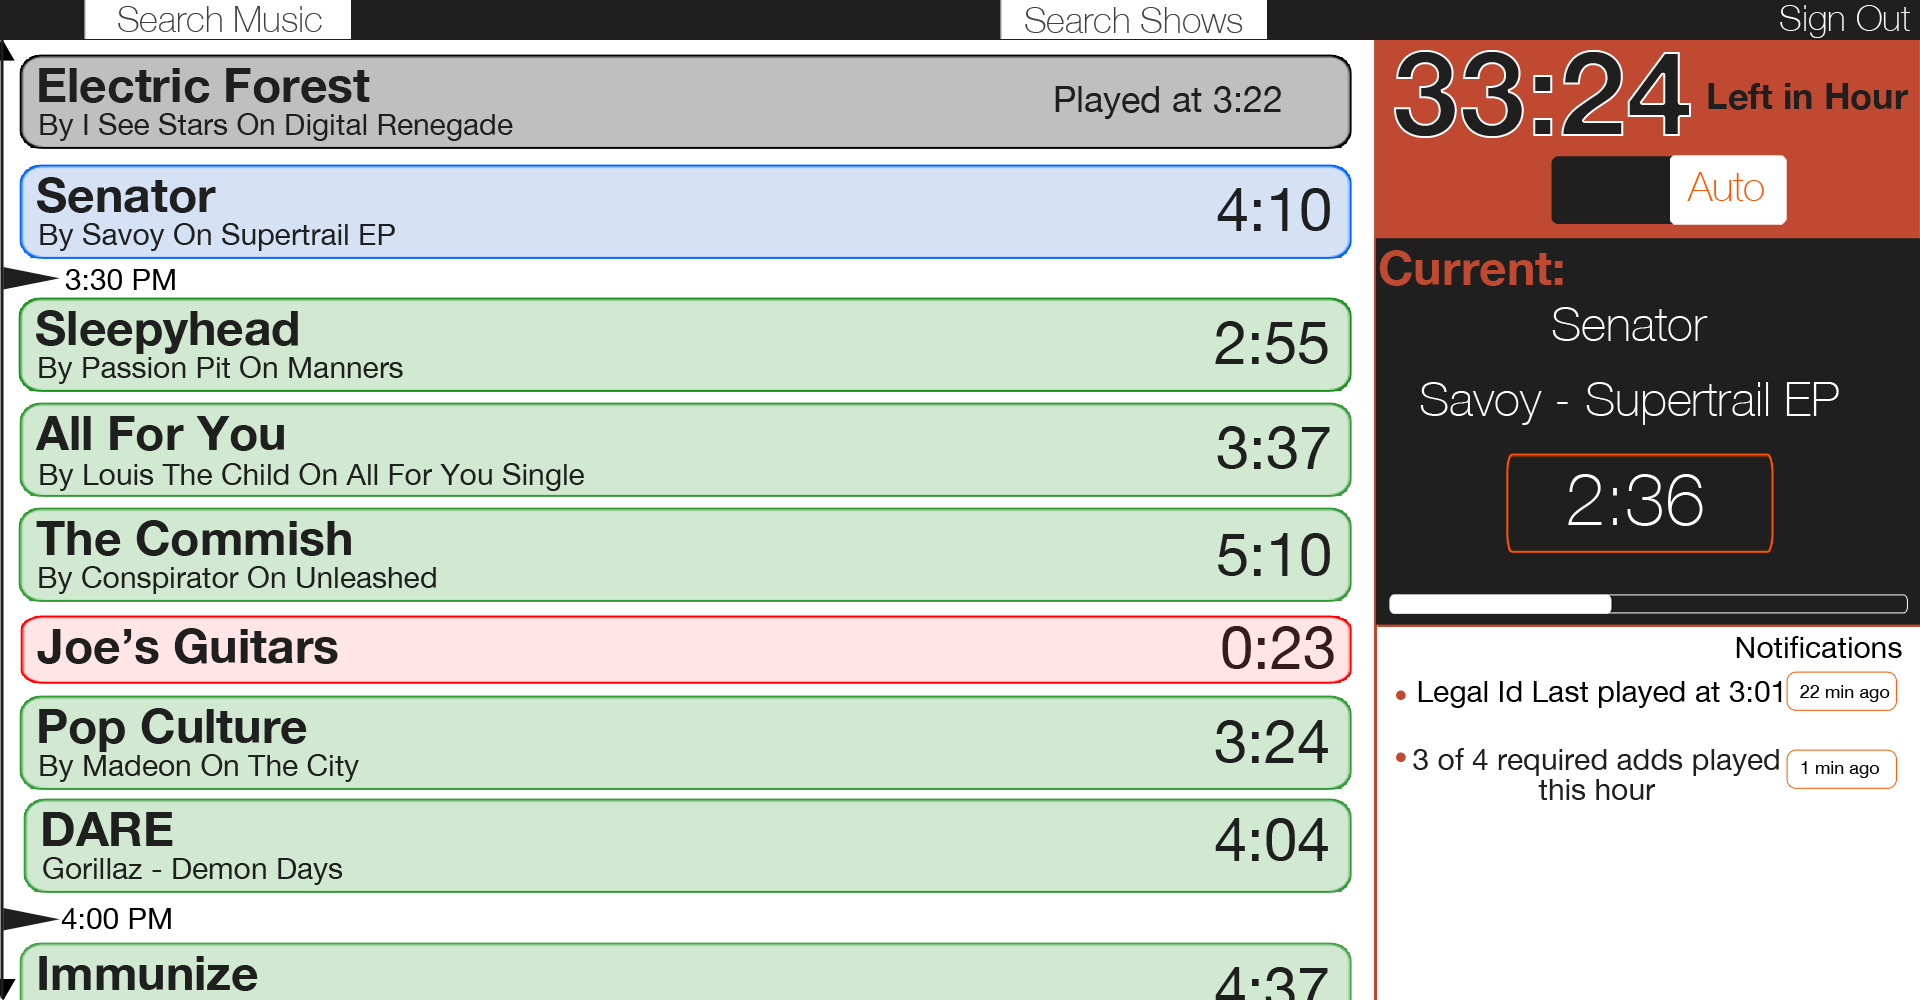 Search Music
Search Shows
Sign Out
Electric Forest
By I See Stars On Digital Renegade
Played at 3:22
Senator
By Savoy On Supertrail EP
4:10
3:30 PM
Sleepyhead
By Passion Pit On Manners
2:55
All For You
By Louis The Child On All For You Single
3:37
The Commish
By Conspirator On Unleashed
5:10
Joe’s Guitars
0:23
Pop Culture
By Madeon On The City
3:24
DARE
Gorillaz - Demon Days
4:04
4:00 PM
Immunize
4:37
33:24
Left in Hour
Auto
Current:
Senator
Savoy - Supertrail EP
2:36
Notifications
Legal Id Last played at 3:01
22 min ago
3 of 4 required adds played
this hour
1 min ago